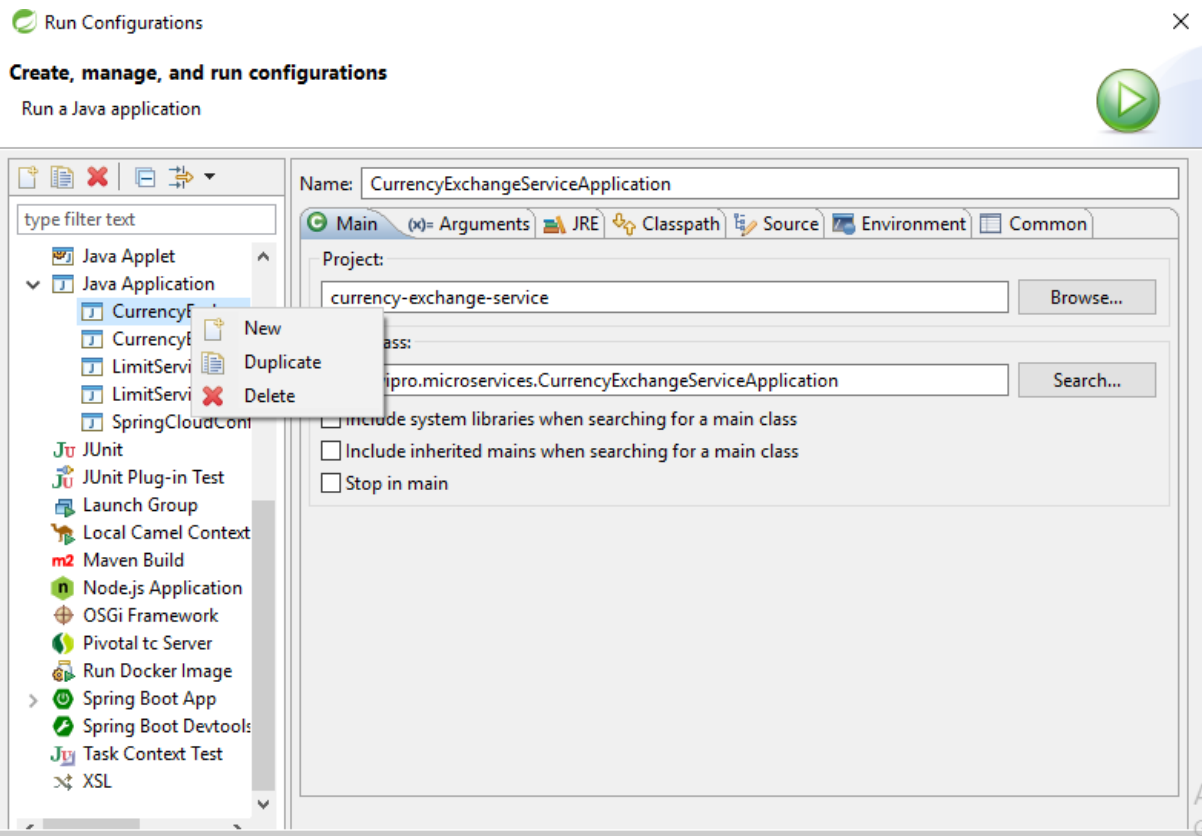 Run Configurations
Create, manage, and run configurations
Run a Java application
Name: CurrencyExchangeServiceApplication
type filter text
Main (x)= Arguments JRE Classpath Source Environment Common
Java Applet
Java Application
CurrencyE
CurrencyE
LimitServi
LimitServi
SpringCloudConf
JU JUnit
JUnit Plug-in Test
Launch Group
Local Camel Context
m2 Maven Build
n Node.js Application
OSGi Framework
Pivotal tc Server
Run Docker Image
Spring Boot App
Spring Boot Devtools
Task Context Test
XSL
New
Duplicate
Delete
Project:
currency-exchange-service
Browse...
ass:
ipro.microservices.CurrencyExchangeServiceApplication
Search...
Include system libraries when searching for a main class
Include inherited mains when searching for a main class
Stop in main